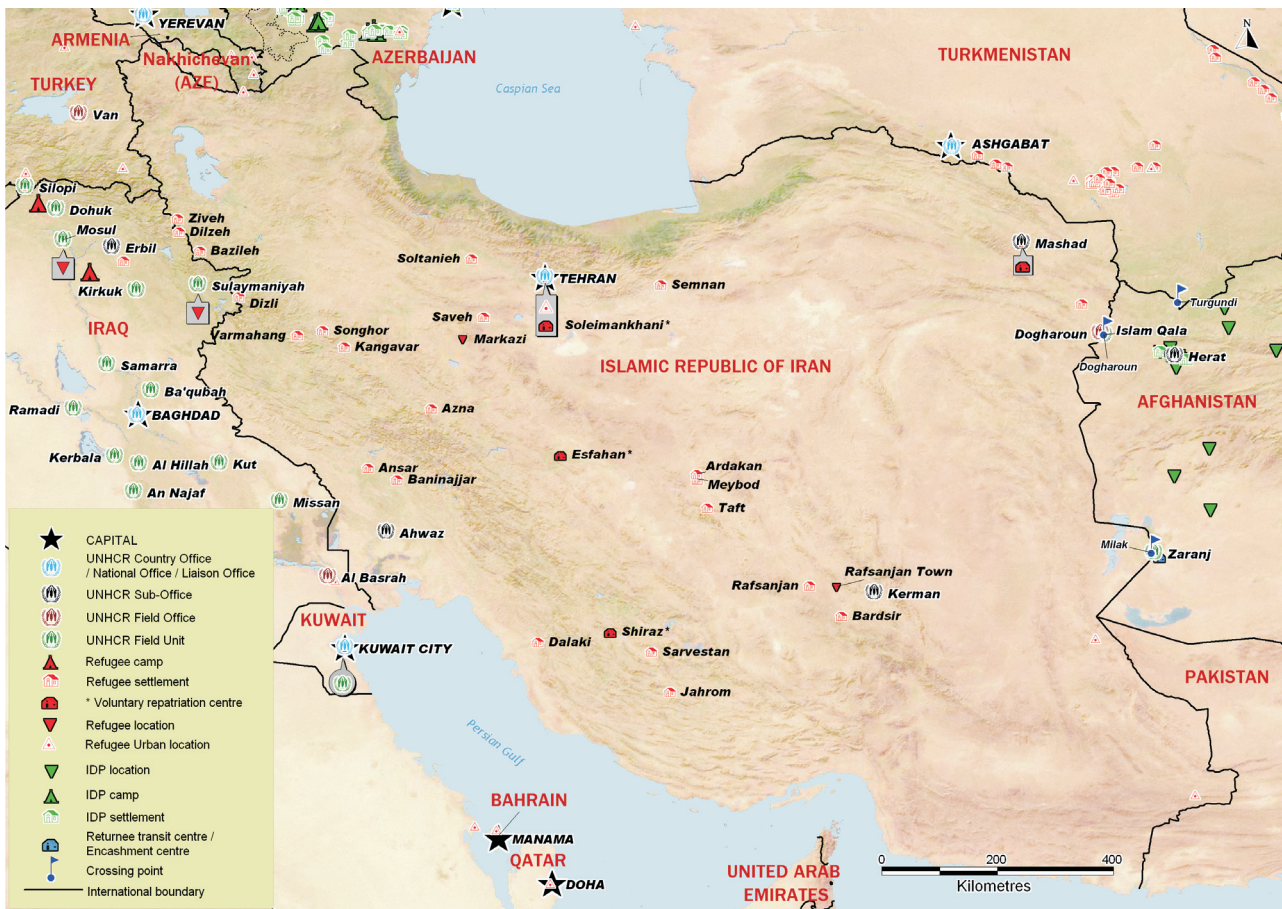 YEREVAN
ARMENIA
Nakhichevan
(AZE)
AZERBAIJAN
TURKEY
Van
Caspian Sea
TURKMENISTAN
N
ASHGABAT
Silopi
Dohuk
Mosul
Erbil
Kirkuk
Sulaymaniyah
Ziveh
Dilzeh
Bazileh
Dizli
Soltanieh
TEHRAN
Semnan
Mashad
Turgundi
IRAQ
Varmahang
Songhor
Kangavar
Saveh
Markazi
Soleimankhani *
Dogharoun
Islam Qala
Dogharoun
Herat
ISLAMIC REPUBLIC OF IRAN
AFGHANISTAN
Samarra
Ba'qubah
Ramadi
BAGHDAD
Azna
Kerbala
Al Hillah
Kut
An Najaf
Missan
Ansar
Baninajjar
Esfahan *
Ardakan
Meybod
Taft
Ahwaz
Milak
Zaranj
Al Basrah
Rafsanjan
Rafsanjan Town
Kerman
Bardsir
KUWAIT
KUWAIT CITY
Dalaki
Shiraz *
Sarvestan
Jahrom
PAKISTAN
Persian Gulf
BAHRAIN
MANAMA
QATAR
DOHA
UNITED ARAB
EMIRATES
0 200 400
Kilometres
CAPITAL
UNHCR Country Office
/ National Office / Liaison Office
UNHCR Sub-Office
UNHCR Field Office
UNHCR Field Unit
Refugee camp
Refugee settlement
* Voluntary repatriation centre
Refugee location
Refugee Urban location
IDP location
IDP camp
IDP settlement
Returnee transit centre /
Encashment centre
Crossing point
International boundary